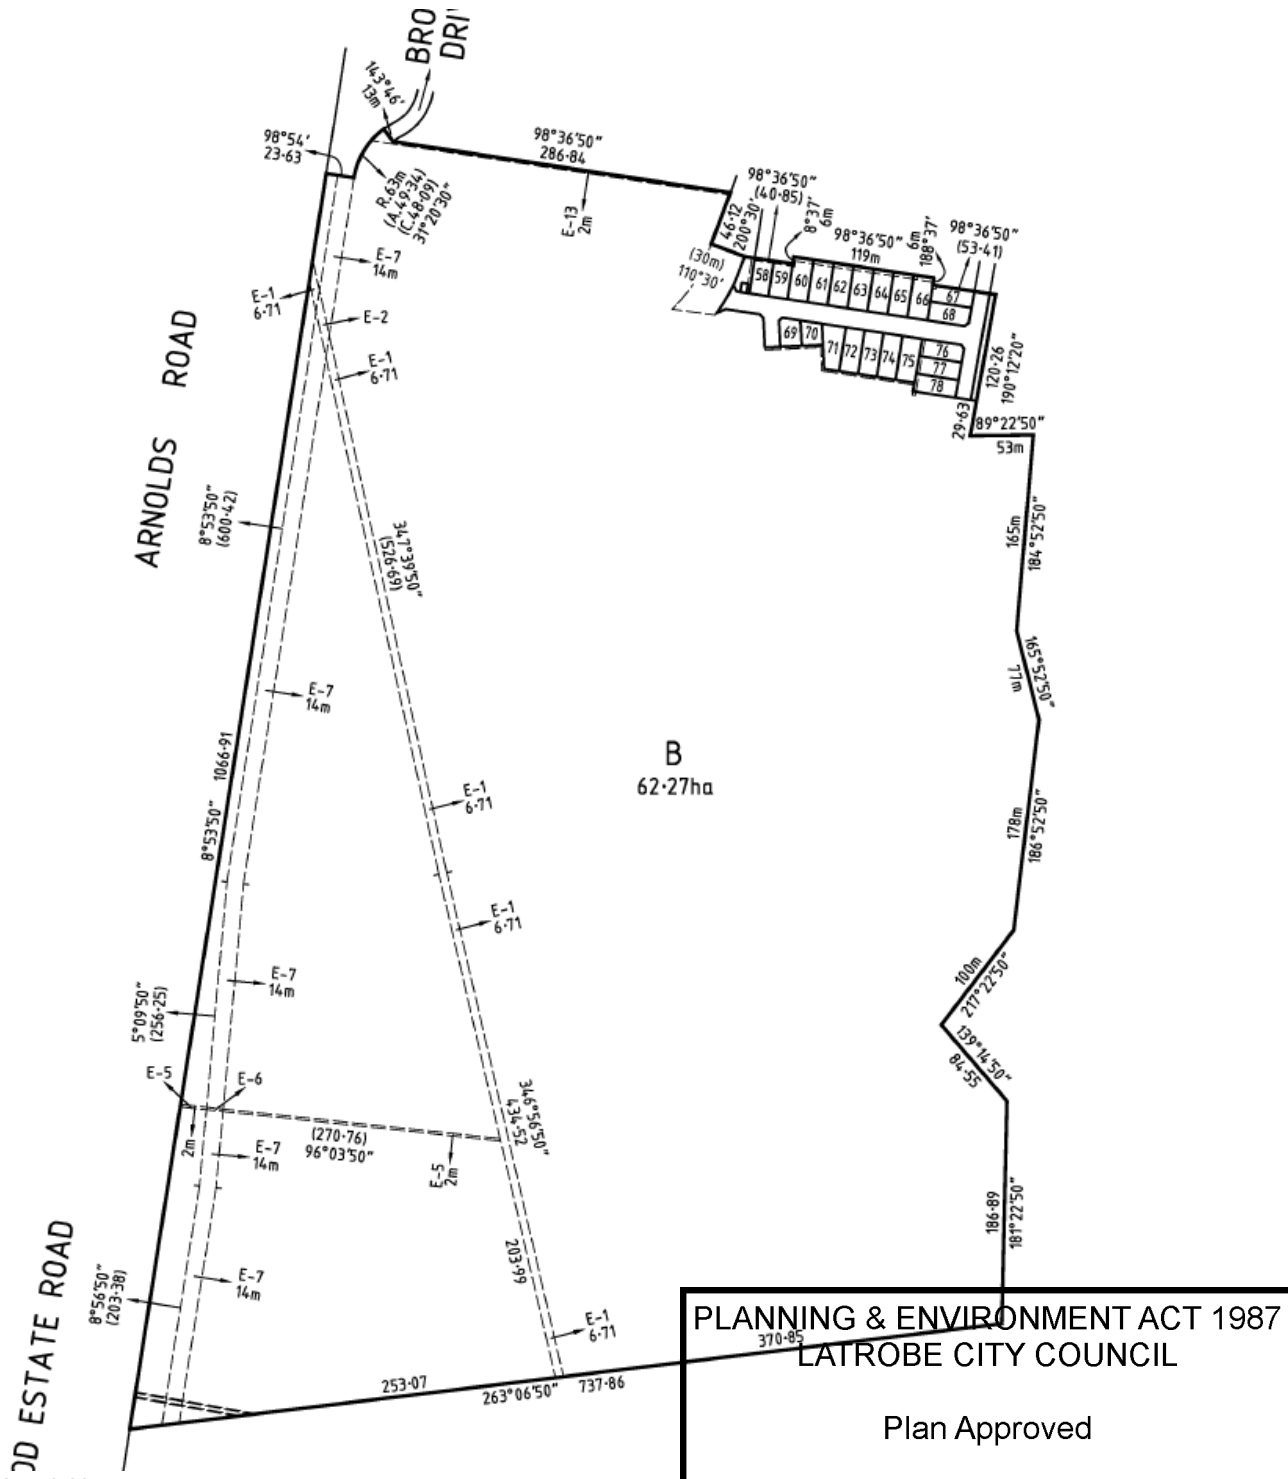 BRO
DRI
143°46'
13m
98°54'
23·63
R.63m
(A.49·34)
(C.48·09)
31°20'30"
98°36'50"
286·84
E-13
2m
98°36'50"
(40·85)
46·12
200°30'
8°37'
6m
98°36'50"
119m
6m
188°37'
98°36'50"
(53·41)
(30m)
110°30'
58
59
60
61
62
63
64
65
66
67
68
69
70
71
72
73
74
75
76
77
78
120·26
190°12'20"
29·63
89°22'50"
53m
E-7
14m
E-1
6·71
E-2
E-1
6·71
ARNOLDS ROAD
8°53'50"
(600·42)
347°39'50"
(526·69)
165m
184°52'50"
165°52'50"
77m
E-7
14m
1066·91
8°53'50"
B
62·27ha
E-1
6·71
178m
186°52'50"
E-1
6·71
100m
217°22'50"
E-7
14m
5°09'50"
(256·25)
139°14'50"
84·55
E-5
E-6
2m
(270·76)
96°03'50"
E-7
14m
E-5
2m
346°56'50"
434·52
186·89
181°22'50"
203·99
E-7
14m
8°56'50"
(203·38)
E-1
6·71
OD ESTATE ROAD
253·07
263°06'50"
737·86
370·85
PLANNING & ENVIRONMENT ACT 1987
LATROBE CITY COUNCIL
Plan Approved